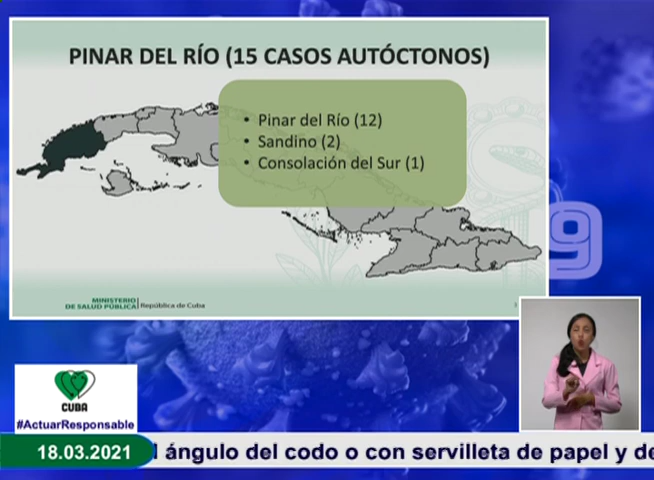 PINAR DEL RÍO (15 CASOS AUTÓCTONOS)
• Pinar del Río (12)
• Sandino (2)
• Consolación del Sur (1)
MINISTERIO
DE SALUD PÚBLICA
República de Cuba
9
CUBA
#ActuarResponsable
18.03.2021
ángulo del codo o con servilleta de papel y de